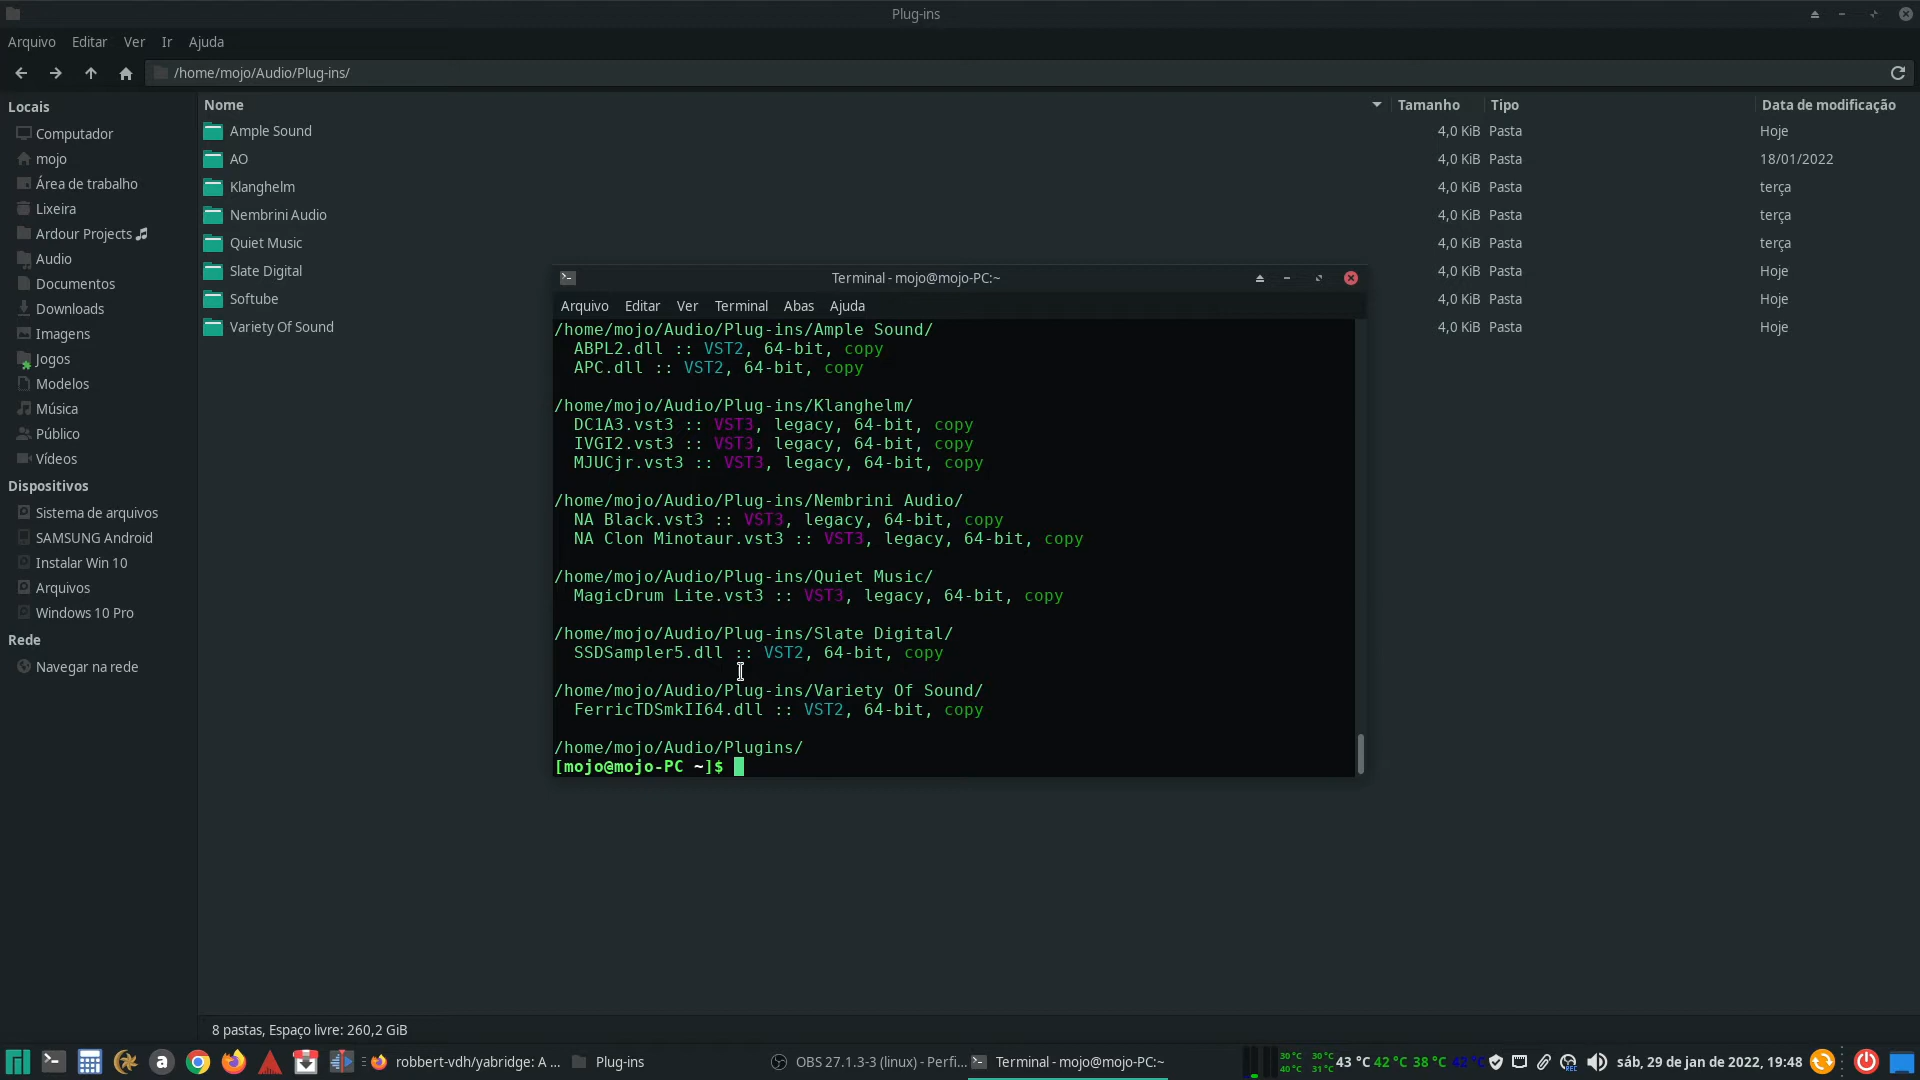 Plug-ins
Arquivo Editar Ver Ir Ajuda
/home/mojo/Audio/Plug-ins/
Locais
Computador
mojo
Área de trabalho
Lixeira
Ardour Projects
Audio
Documentos
Downloads
Imagens
Jogos
Modelos
Música
Público
Vídeos
Dispositivos
Sistema de arquivos
SAMSUNG Android
Instalar Win 10
Arquivos
Windows 10 Pro
Rede
Navegar na rede
Nome Tamanho Tipo Data de modificação
Ample Sound 4,0 KiB Pasta Hoje
AO 4,0 KiB Pasta 18/01/2022
Klanghelm 4,0 KiB Pasta terça
Nembrini Audio 4,0 KiB Pasta terça
Quiet Music 4,0 KiB Pasta terça
Slate Digital 4,0 KiB Pasta Hoje
Softube 4,0 KiB Pasta Hoje
Variety Of Sound 4,0 KiB Pasta Hoje
Terminal - mojo@mojo-PC:~
Arquivo Editar Ver Terminal Abas Ajuda
/home/mojo/Audio/Plug-ins/Ample Sound/
ABPL2.dll :: VST2, 64-bit, copy
APC.dll :: VST2, 64-bit, copy
/home/mojo/Audio/Plug-ins/Klanghelm/
DC1A3.vst3 :: VST3, legacy, 64-bit, copy
IVGI2.vst3 :: VST3, legacy, 64-bit, copy
MJUCjr.vst3 :: VST3, legacy, 64-bit, copy
/home/mojo/Audio/Plug-ins/Nembrini Audio/
NA Black.vst3 :: VST3, legacy, 64-bit, copy
NA Clon Minotaur.vst3 :: VST3, legacy, 64-bit, copy
/home/mojo/Audio/Plug-ins/Quiet Music/
MagicDrum Lite.vst3 :: VST3, legacy, 64-bit, copy
/home/mojo/Audio/Plug-ins/Slate Digital/
SSDSampler5.dll :: VST2, 64-bit, copy
/home/mojo/Audio/Plug-ins/Variety Of Sound/
FerricTDSmkII64.dll :: VST2, 64-bit, copy
/home/mojo/Audio/Plugins/
[mojo@mojo-PC ~]$
8 pastas, Espaço livre: 260,2 GiB
robbert-vdh/yabridge: A ... Plug-ins OBS 27.1.3-3 (linux) - Perfi... Terminal - mojo@mojo-PC:~ 30°C 30°C 43 °C 42 °C 38 °C 42 °C sáb, 29 de jan de 2022, 19:48
40°C 31°C